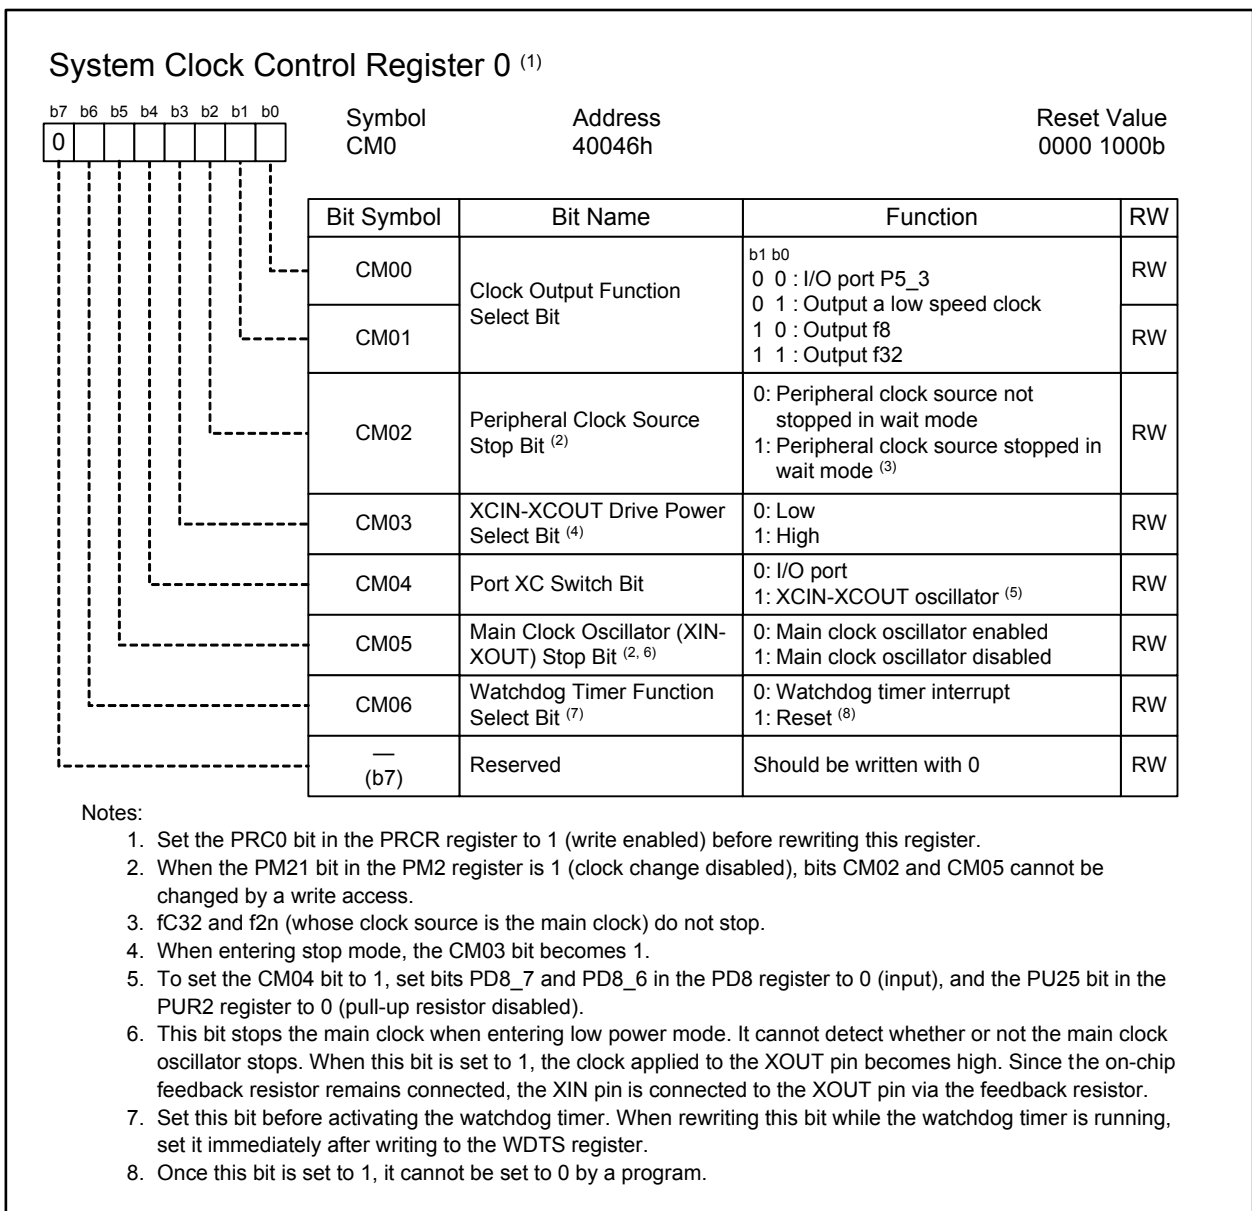 System Clock Control Register 0 (1)
b7 b6 b5 b4 b3 b2 b1 b0
0
Symbol Address Reset Value
CM0 40046h 0000 1000b
Bit Symbol Bit Name Function RW
CM00
CM01
Clock Output Function
Select Bit
b1 b0
0 0 : I/O port P5_3
0 1 : Output a low speed clock
1 0 : Output f8
1 1 : Output f32
RW
RW
CM02
Peripheral Clock Source
Stop Bit (2)
0: Peripheral clock source not
stopped in wait mode
1: Peripheral clock source stopped in
wait mode (3)
RW
CM03
XCIN-XCOUT Drive Power
Select Bit (4)
0: Low
1: High
RW
CM04
Port XC Switch Bit
0: I/O port
1: XCIN-XCOUT oscillator (5)
RW
CM05
Main Clock Oscillator (XIN-
XOUT) Stop Bit (2, 6)
0: Main clock oscillator enabled
1: Main clock oscillator disabled
RW
CM06
Watchdog Timer Function
Select Bit (7)
0: Watchdog timer interrupt
1: Reset (8)
RW
—
(b7)
Reserved
Should be written with 0
RW
Notes:
1. Set the PRC0 bit in the PRCR register to 1 (write enabled) before rewriting this register.
2. When the PM21 bit in the PM2 register is 1 (clock change disabled), bits CM02 and CM05 cannot be
changed by a write access.
3. fC32 and f2n (whose clock source is the main clock) do not stop.
4. When entering stop mode, the CM03 bit becomes 1.
5. To set the CM04 bit to 1, set bits PD8_7 and PD8_6 in the PD8 register to 0 (input), and the PU25 bit in the
PUR2 register to 0 (pull-up resistor disabled).
6. This bit stops the main clock when entering low power mode. It cannot detect whether or not the main clock
oscillator stops. When this bit is set to 1, the clock applied to the XOUT pin becomes high. Since the on-chip
feedback resistor remains connected, the XIN pin is connected to the XOUT pin via the feedback resistor.
7. Set this bit before activating the watchdog timer. When rewriting this bit while the watchdog timer is running,
set it immediately after writing to the WDTS register.
8. Once this bit is set to 1, it cannot be set to 0 by a program.